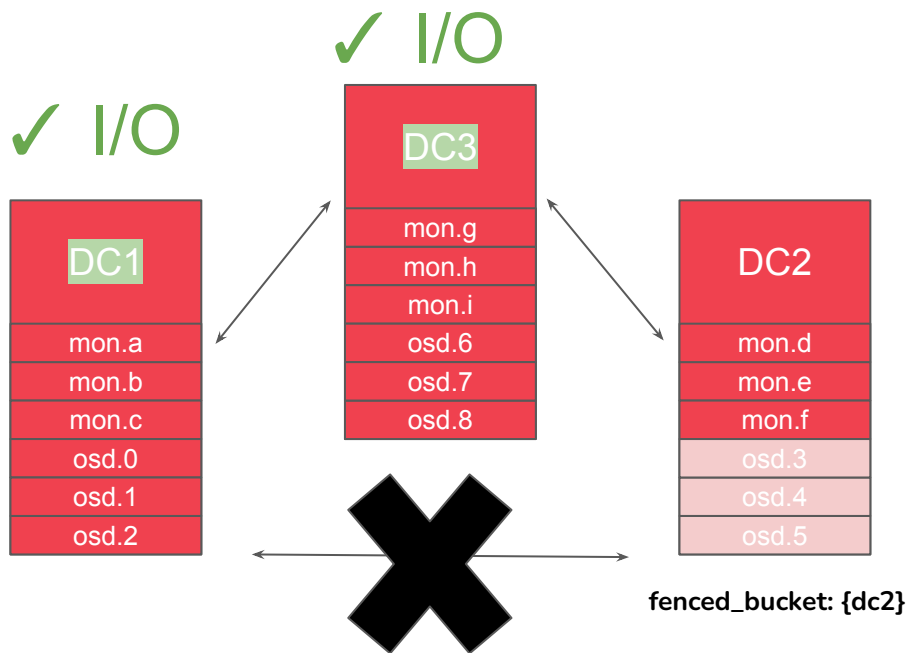 ✓ I/O
DC1
mon.a
mon.b
mon.c
osd.0
osd.1
osd.2
✓ I/O
DC3
mon.g
mon.h
mon.i
osd.6
osd.7
osd.8
DC2
mon.d
mon.e
mon.f
osd.3
osd.4
osd.5
fenced_bucket: {dc2}